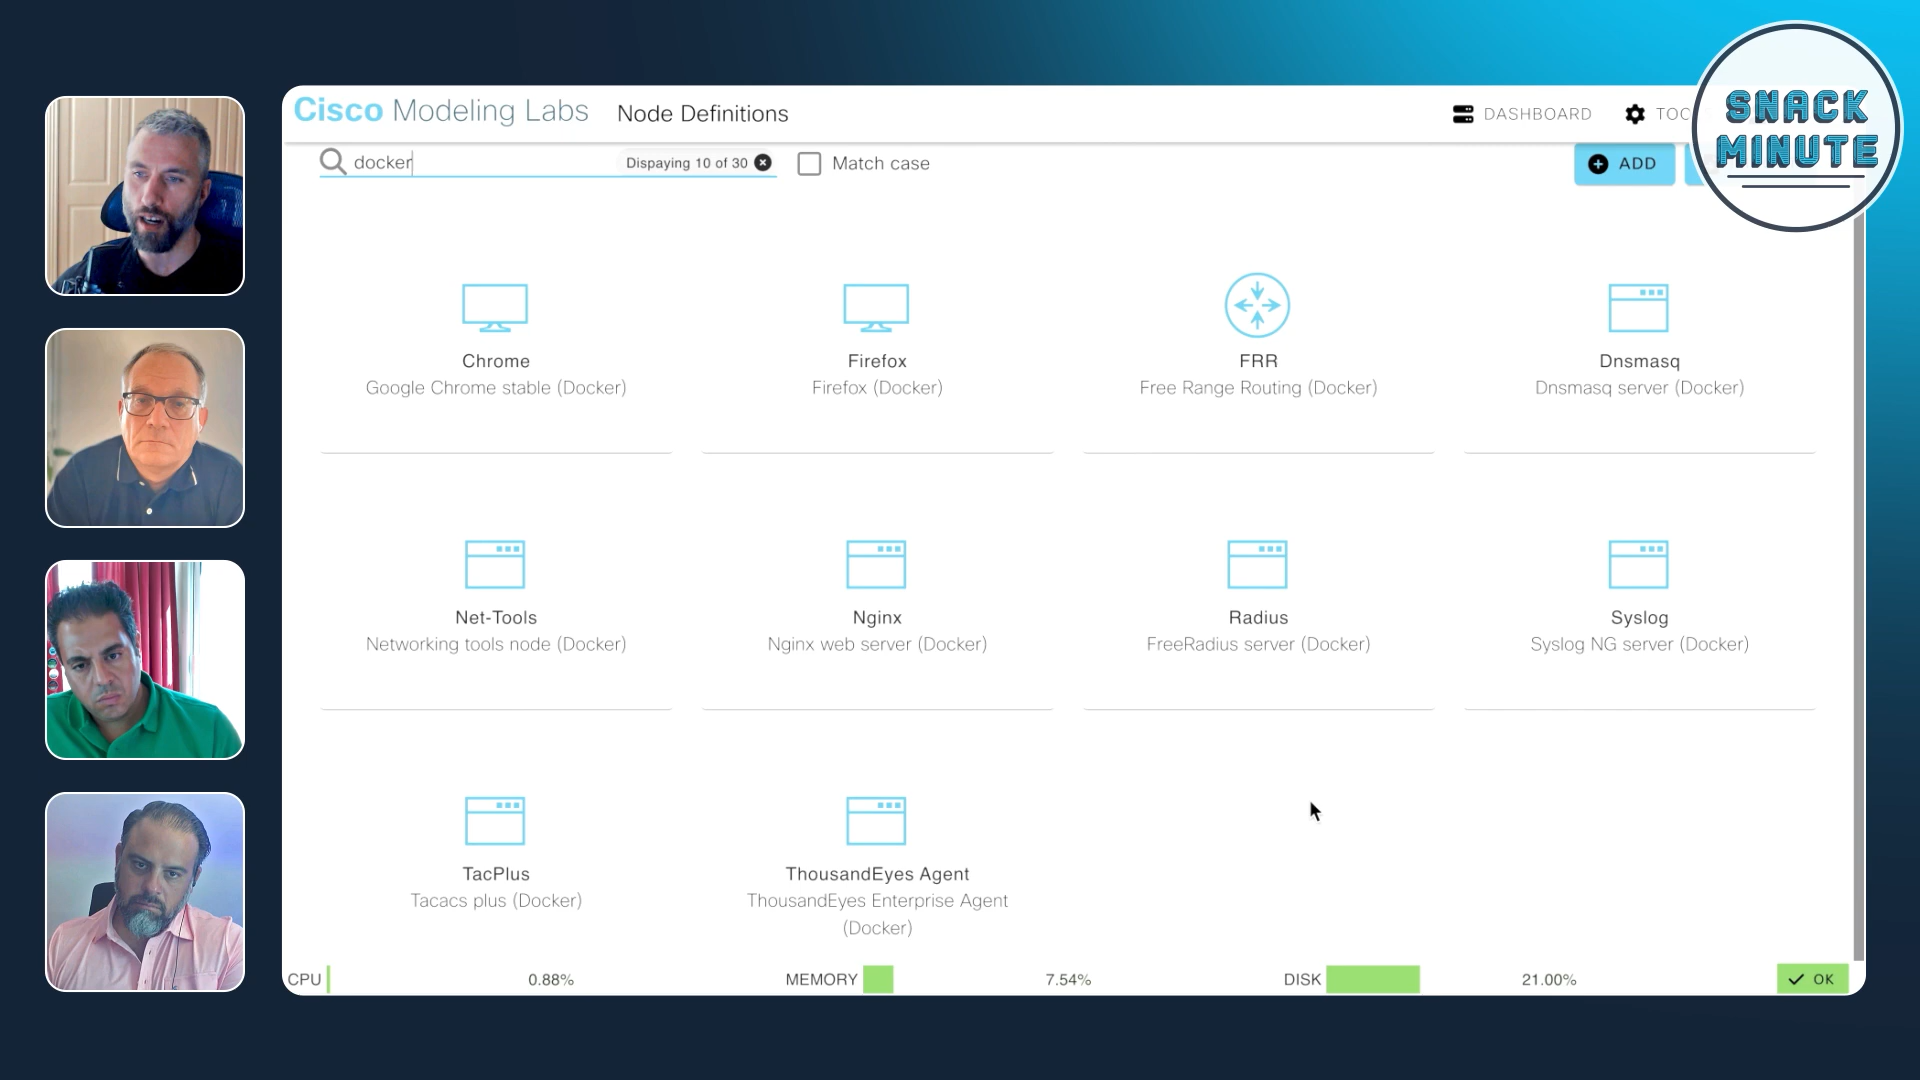 Cisco Modeling Labs
Node Definitions
DASHBOARD
SNACK
MINUTE
docker
Dispaying 10 of 30
Match case
ADD
Chrome
Google Chrome stable (Docker)
Firefox
Firefox (Docker)
FRR
Free Range Routing (Docker)
Dnsmasq
Dnsmasq server (Docker)
Net-Tools
Networking tools node (Docker)
Nginx
Nginx web server (Docker)
Radius
FreeRadius server (Docker)
Syslog
Syslog NG server (Docker)
TacPlus
Tacacs plus (Docker)
ThousandEyes Agent
ThousandEyes Enterprise Agent
(Docker)
CPU 0.88%
MEMORY 7.54%
DISK 21.00%
OK